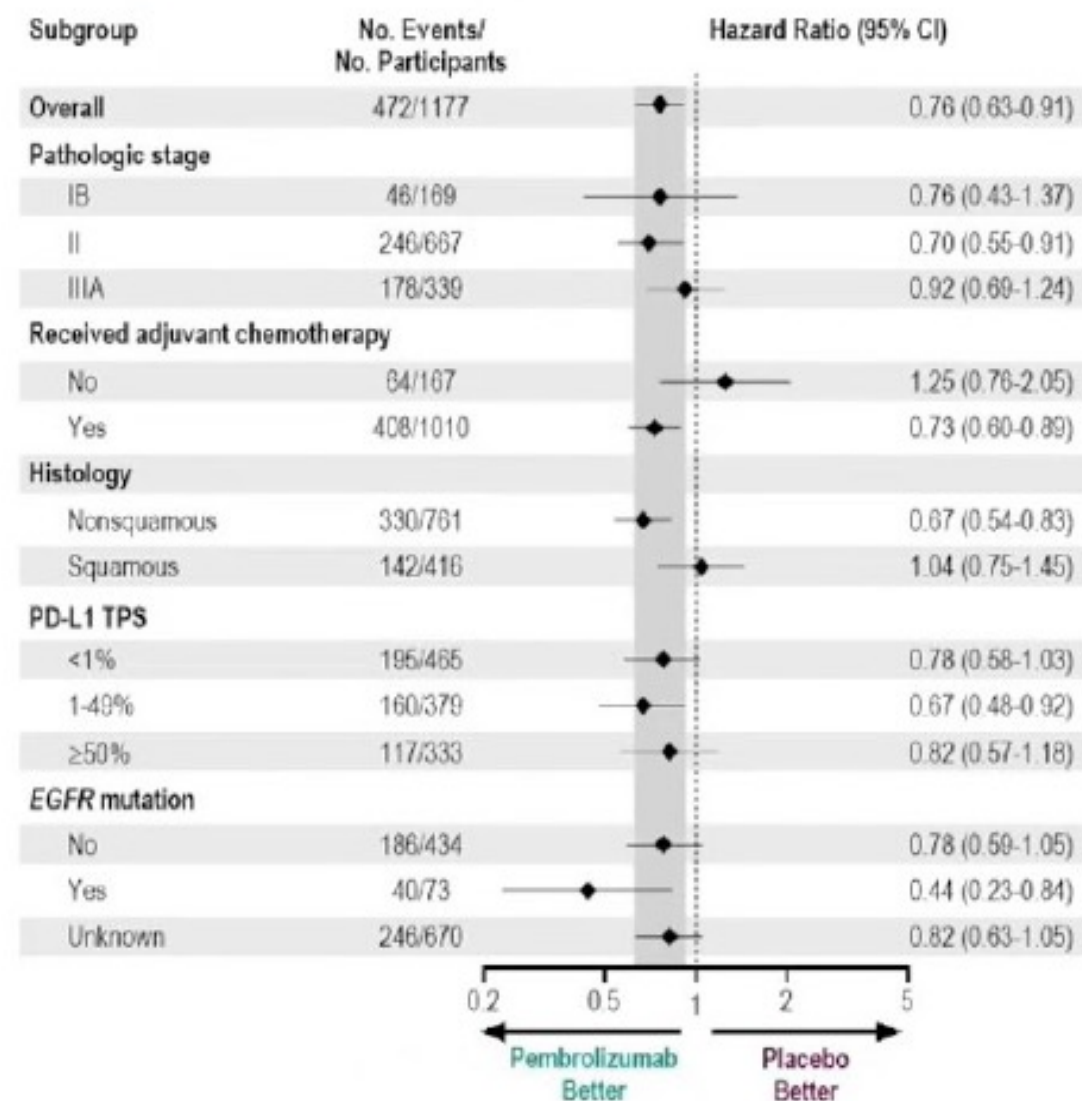 Subgroup No. Events/ Hazard Ratio (95% CI)
No. Participants
Overall 472/1177 0.76 (0.63-0.91)
Pathologic stage
IB 46/169 0.76 (0.43-1.37)
II 246/667 0.70 (0.55-0.91)
IIIA 178/339 0.92 (0.69-1.24)
Received adjuvant chemotherapy
No 64/167 1.25 (0.76-2.05)
Yes 408/1010 0.73 (0.60-0.89)
Histology
Nonsquamous 330/761 0.67 (0.54-0.83)
Squamous 142/416 1.04 (0.75-1.45)
PD-L1 TPS
<1% 195/465 0.78 (0.58-1.03)
1-49% 160/379 0.67 (0.48-0.92)
≥50% 117/333 0.82 (0.57-1.18)
EGFR mutation
No 186/434 0.78 (0.59-1.05)
Yes 40/73 0.44 (0.23-0.84)
Unknown 246/670 0.82 (0.63-1.05)
0.2 0.5 1 2 5
Pembrolizumab Placebo
Better Better